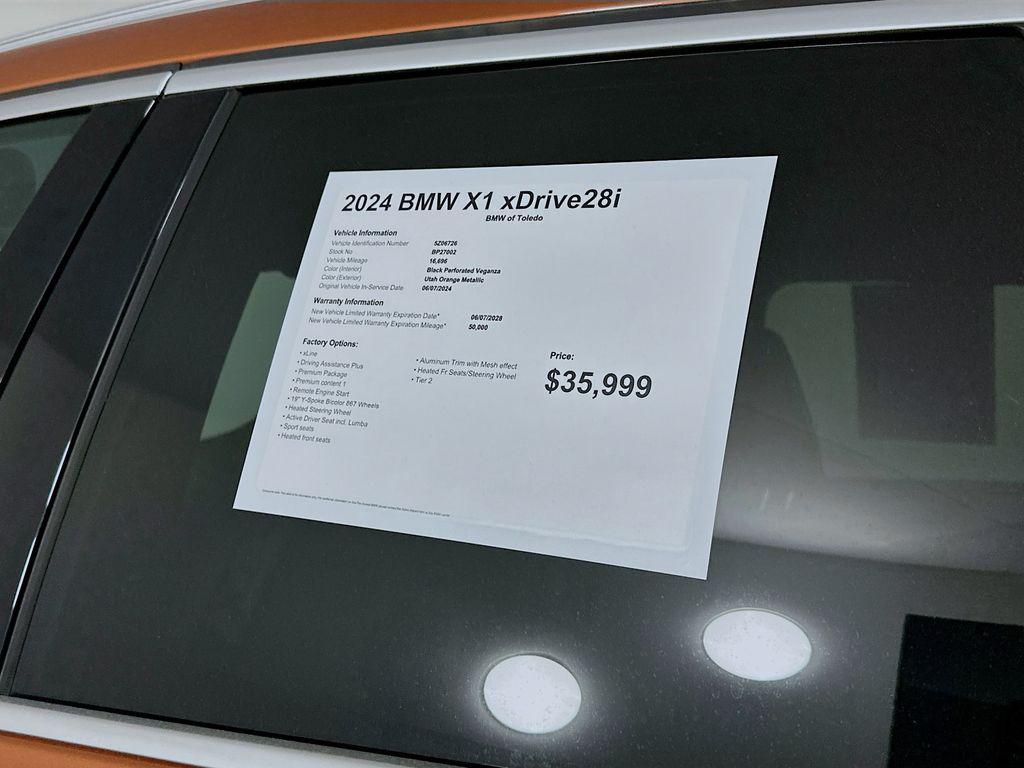 2024 BMW X1 xDrive28i
BMW of Toledo
Vehicle Information
Vehicle Identification Number 5Z06726
Stock No BP27002
Vehicle Mileage 16,696
Color (Interior) Black Perforated Veganza
Color (Exterior) Utah Orange Metallic
Original Vehicle In-Service Date 06/07/2024
Warranty Information
New Vehicle Limited Warranty Expiration Date* 06/07/2028
New Vehicle Limited Warranty Expiration Mileage* 50,000
Factory Options:
• xLine
• Driving Assistance Plus
• Premium Package
• Premium content 1
• Remote Engine Start
• 19" Y-Spoke Bicolor 867 Wheels
• Heated Steering Wheel
• Active Driver Seat incl. Lumba
• Sport seats
• Heated front seats
• Aluminum Trim with Mesh effect
• Heated Fr Seats/Steering Wheel
• Tier 2
Price:
$35,999